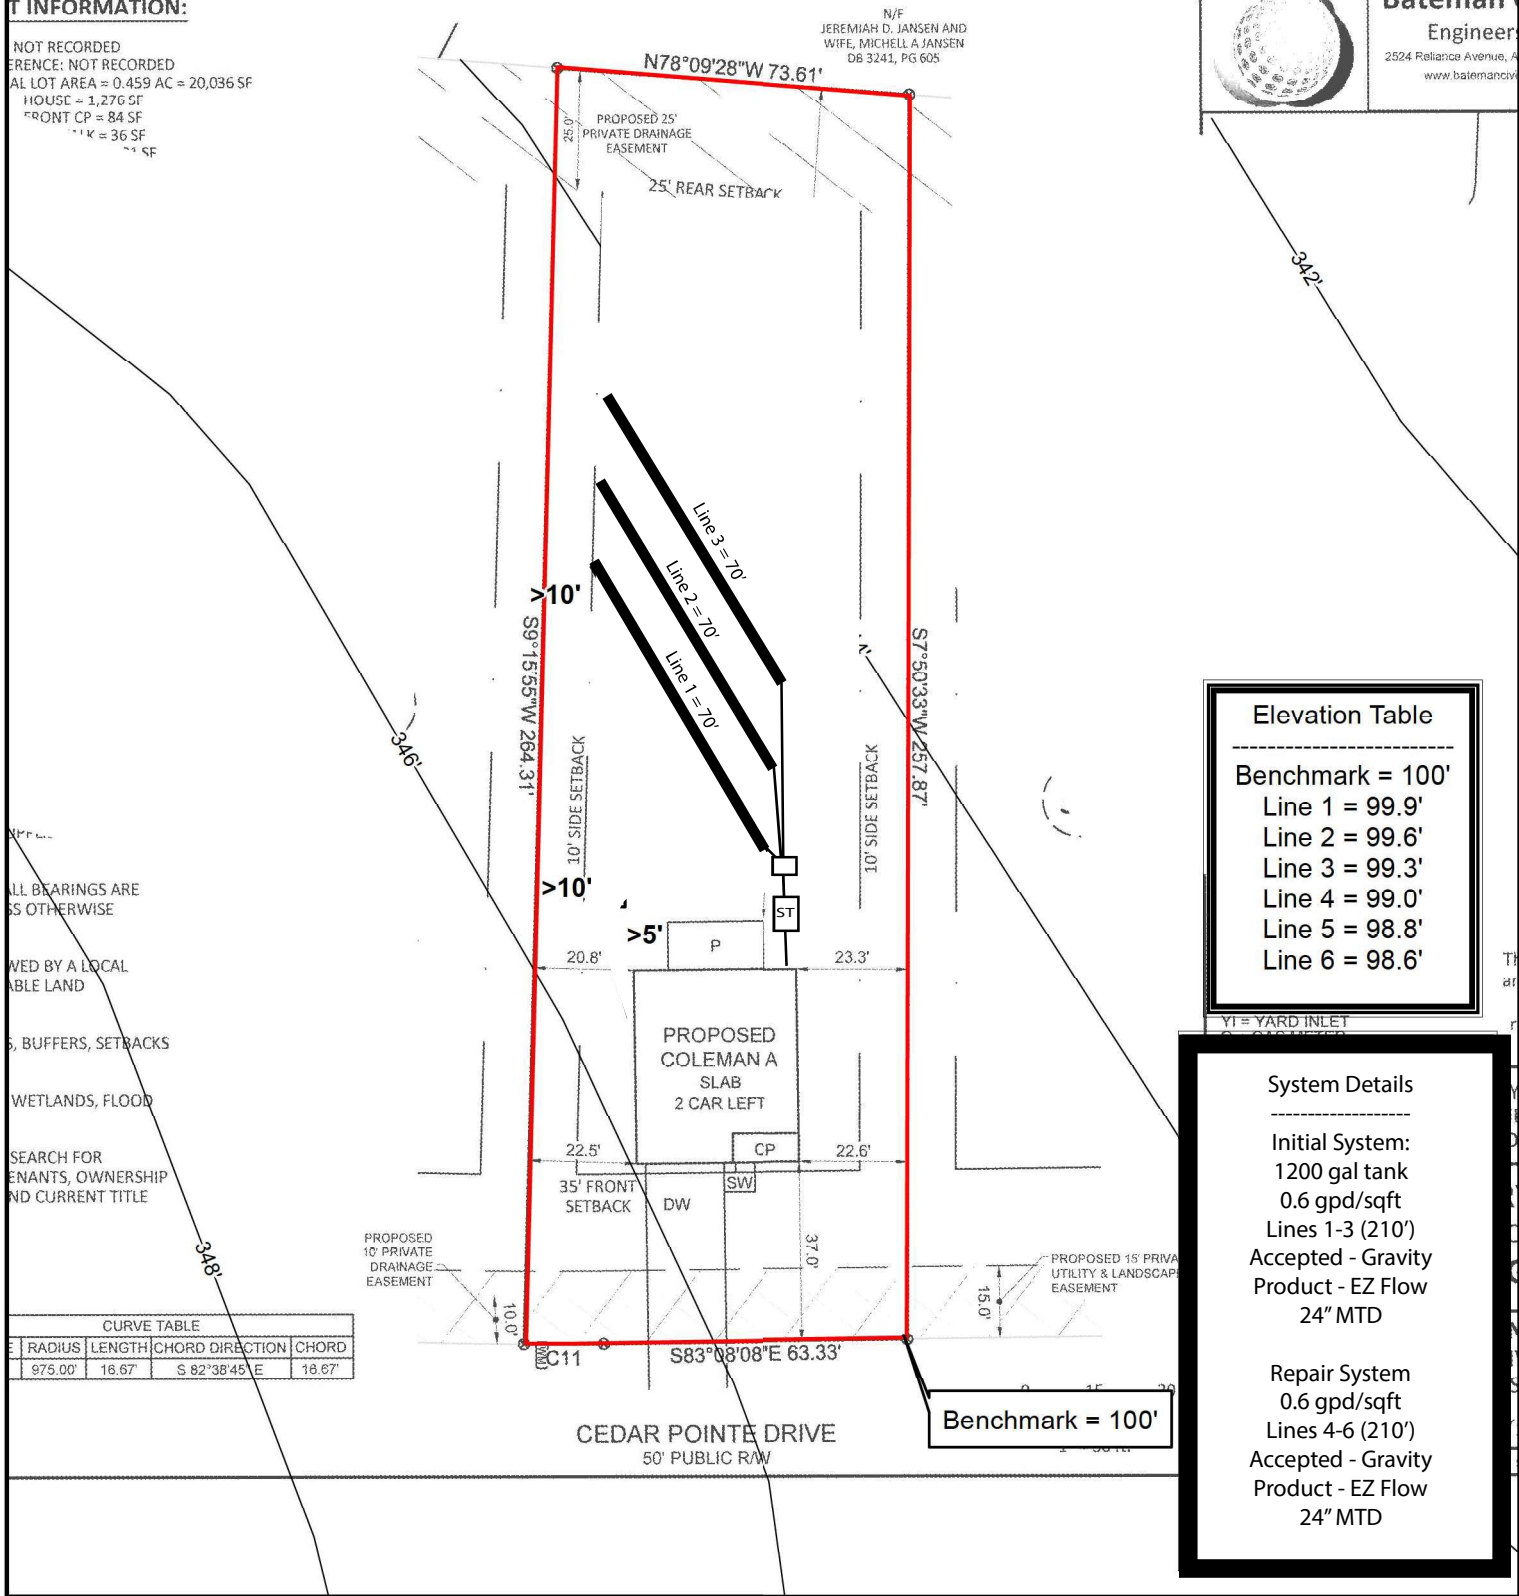 T INFORMATION:
NOT RECORDED
ERENCE: NOT RECORDED
AL LOT AREA = 0.459 AC = 20,036 SF
HOUSE = 1,276 SF
FRONT CP = 84 SF
K = 36 SF
SF
N/F
JEREMIAH D. JANSEN AND
WIFE, MICHELL A JANSEN
DB 3241, PG 605
Bateman
Engineers
2524 Reliance Avenue, A
www.batemanciv
N78°09'28"W 73.61'
25.0'
PROPOSED 25'
PRIVATE DRAINAGE
EASEMENT
25' REAR SETBACK
342'
Line 3 = 70'
Line 2 = 70'
Line 1 = 70'
>10'
S9°15'55"W 264.31'
S7°50'33"W 257.87'
346'
10' SIDE SETBACK
10' SIDE SETBACK
>10'
>5'
ST
P
20.8'
23.3'
PROPOSED
COLEMAN A
SLAB
2 CAR LEFT
CP
22.5'
22.6'
35' FRONT
SETBACK
SW
DW
37.0'
PROPOSED
10' PRIVATE
DRAINAGE
EASEMENT
PROPOSED 15' PRIVA
UTILITY & LANDSCAP
EASEMENT
10.0'
15.0'
WM
C11
S83°08'08"E 63.33'
Benchmark = 100'
CEDAR POINTE DRIVE
50' PUBLIC R/W
ALL BEARINGS ARE
SS OTHERWISE
WED BY A LOCAL
ABLE LAND
S, BUFFERS, SETBACKS
WETLANDS, FLOOD
SEARCH FOR
ENANTS, OWNERSHIP
ND CURRENT TITLE
348'
CURVE TABLE
E RADIUS LENGTH CHORD DIRECTION CHORD
975.00' 16.67' S 82°38'45" E 16.67'
Elevation Table
Benchmark = 100'
Line 1 = 99.9'
Line 2 = 99.6'
Line 3 = 99.3'
Line 4 = 99.0'
Line 5 = 98.8'
Line 6 = 98.6'
YI = YARD INLET
System Details
Initial System:
1200 gal tank
0.6 gpd/sqft
Lines 1-3 (210')
Accepted - Gravity
Product - EZ Flow
24" MTD
Repair System
0.6 gpd/sqft
Lines 4-6 (210')
Accepted - Gravity
Product - EZ Flow
24" MTD